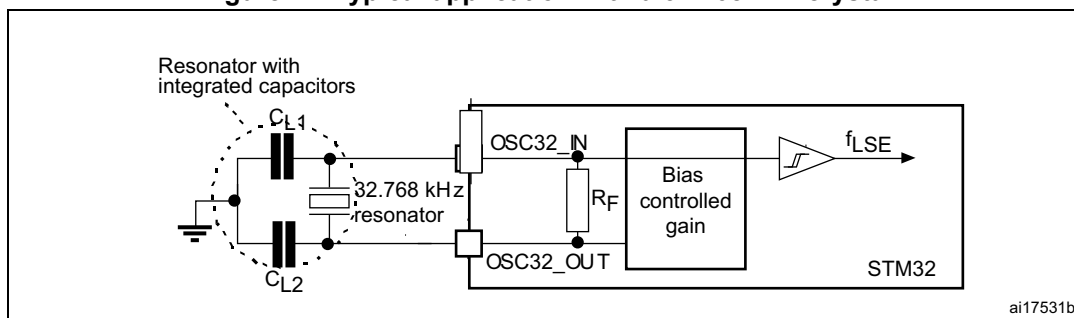 Resonator with
integrated capacitors
CL1
OSC32_IN
fLSE
32.768 kHz
resonator
RF
Bias
controlled
gain
OSC32_OUT
STM32
CL2
ai17531b